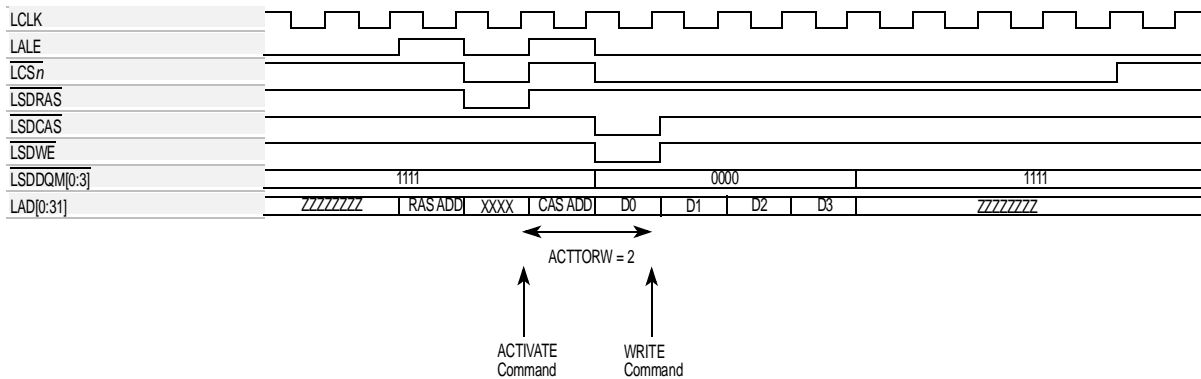 LCLK
LALE
LCSn
LSDRAS
LSDCAS
LSDWE
LSDDQM[0:3] 1111 0000 1111
LAD[0:31] ZZZZZZZZ RAS ADD XXXX CAS ADD D0 D1 D2 D3 ZZZZZZZZ
ACTTORW = 2
ACTIVATE WRITE
Command Command